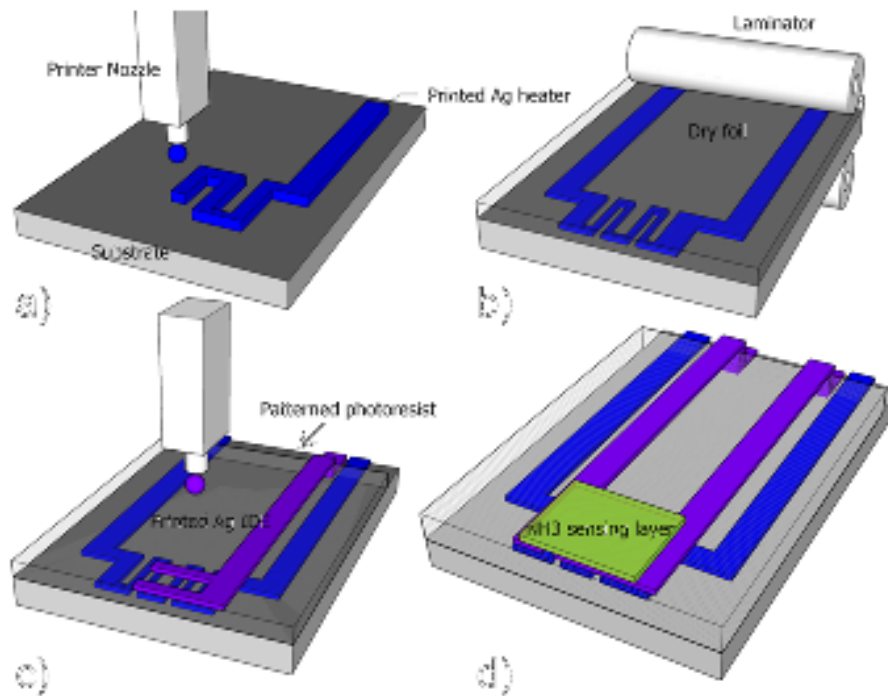 Printer Nozzle
Printed Ag heater
Substrate
a)
Laminator
Dry foil
b)
Patterned photoresist
Printed Ag IDE
c)
NH3 sensing layer
d)